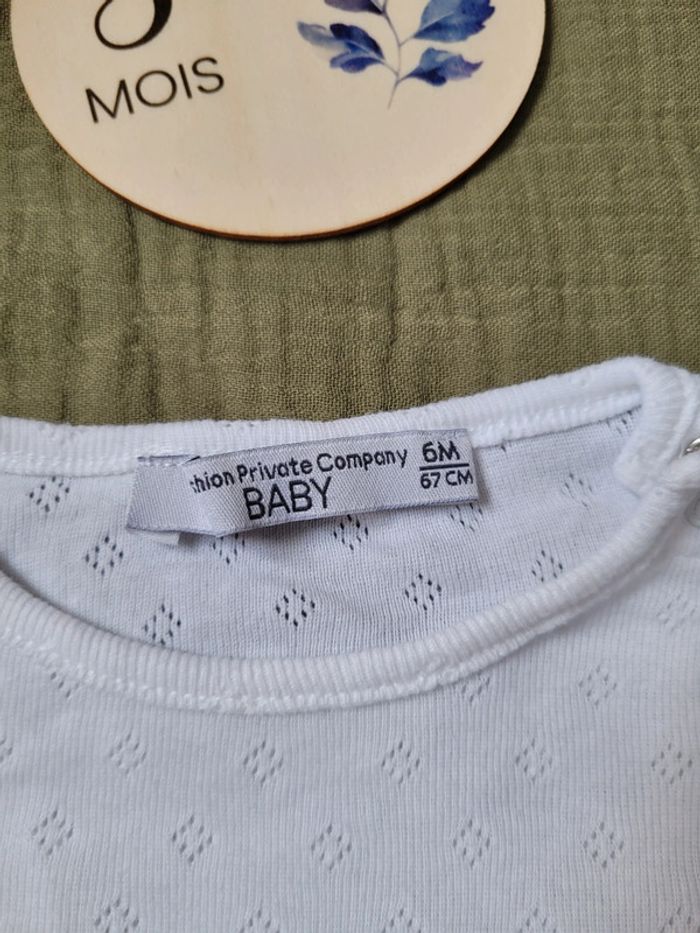 MOIS
hion Private Company
BABY
6M
67 CM